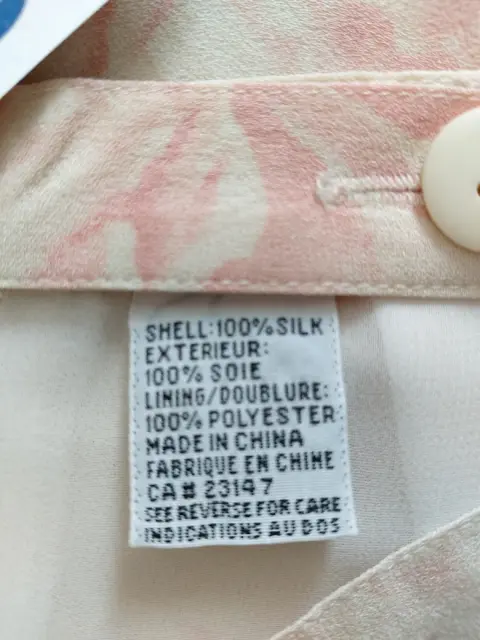 SHELL:100% SILK
EXTERIEUR:
100% SOIE
LINING/DOUBLURE:
100% POLYESTER
MADE IN CHINA
FABRIQUE EN CHINE
CA# 23147
SEE REVERSE FOR CARE
INDICATIONS AU DOS